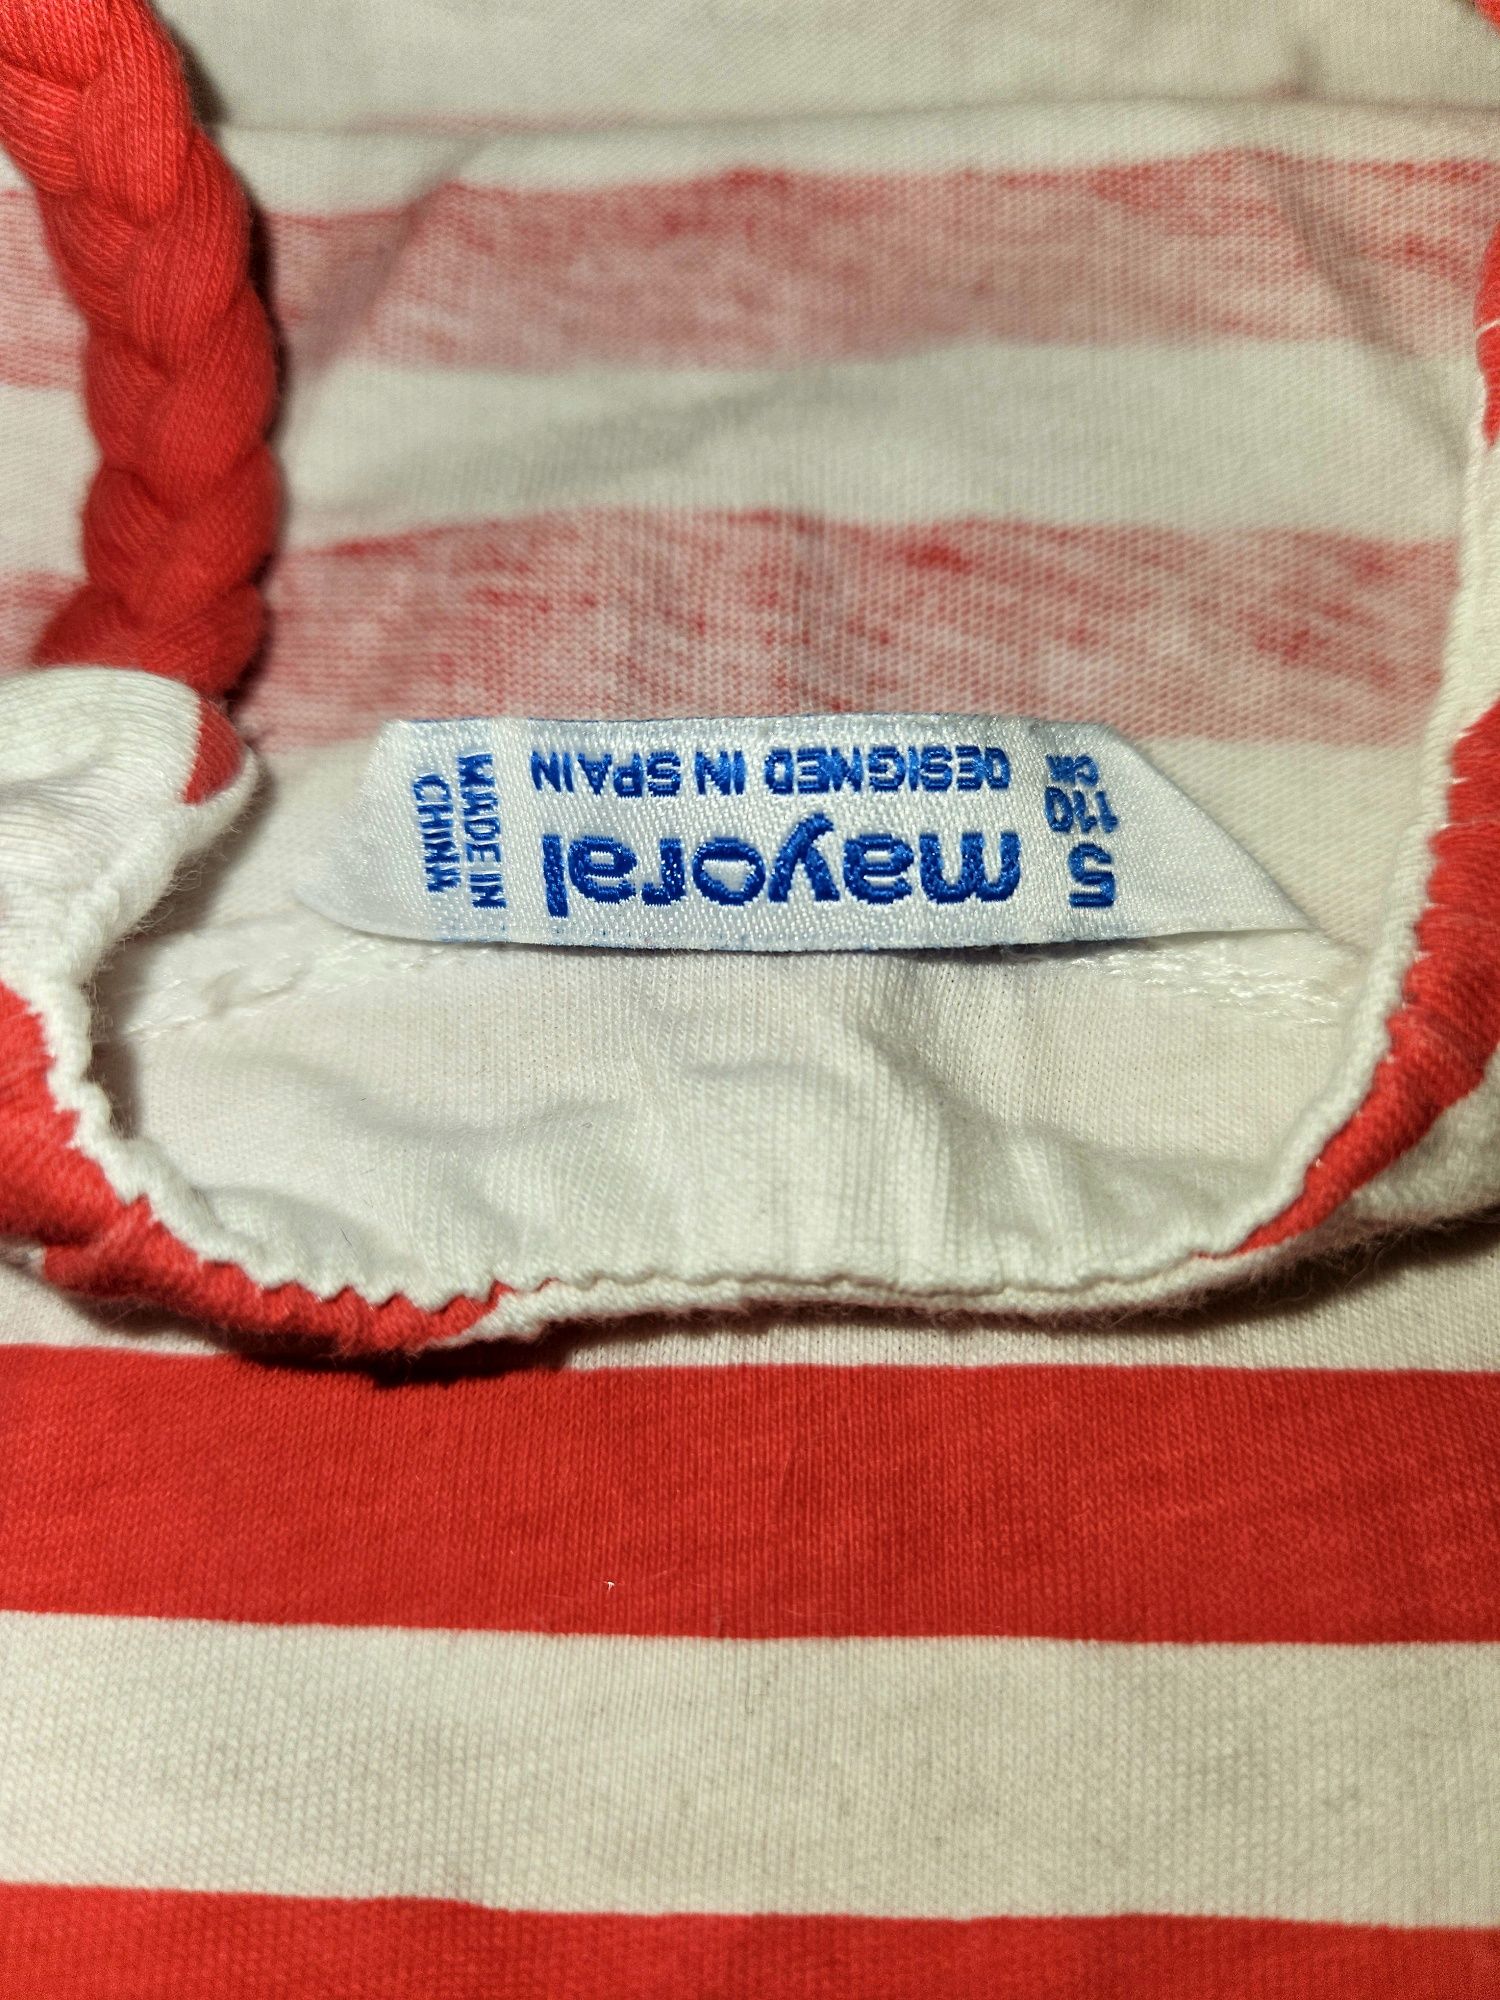 5
110
CM
mayoral
DESIGNED IN SPAIN
MADE IN
CHINA